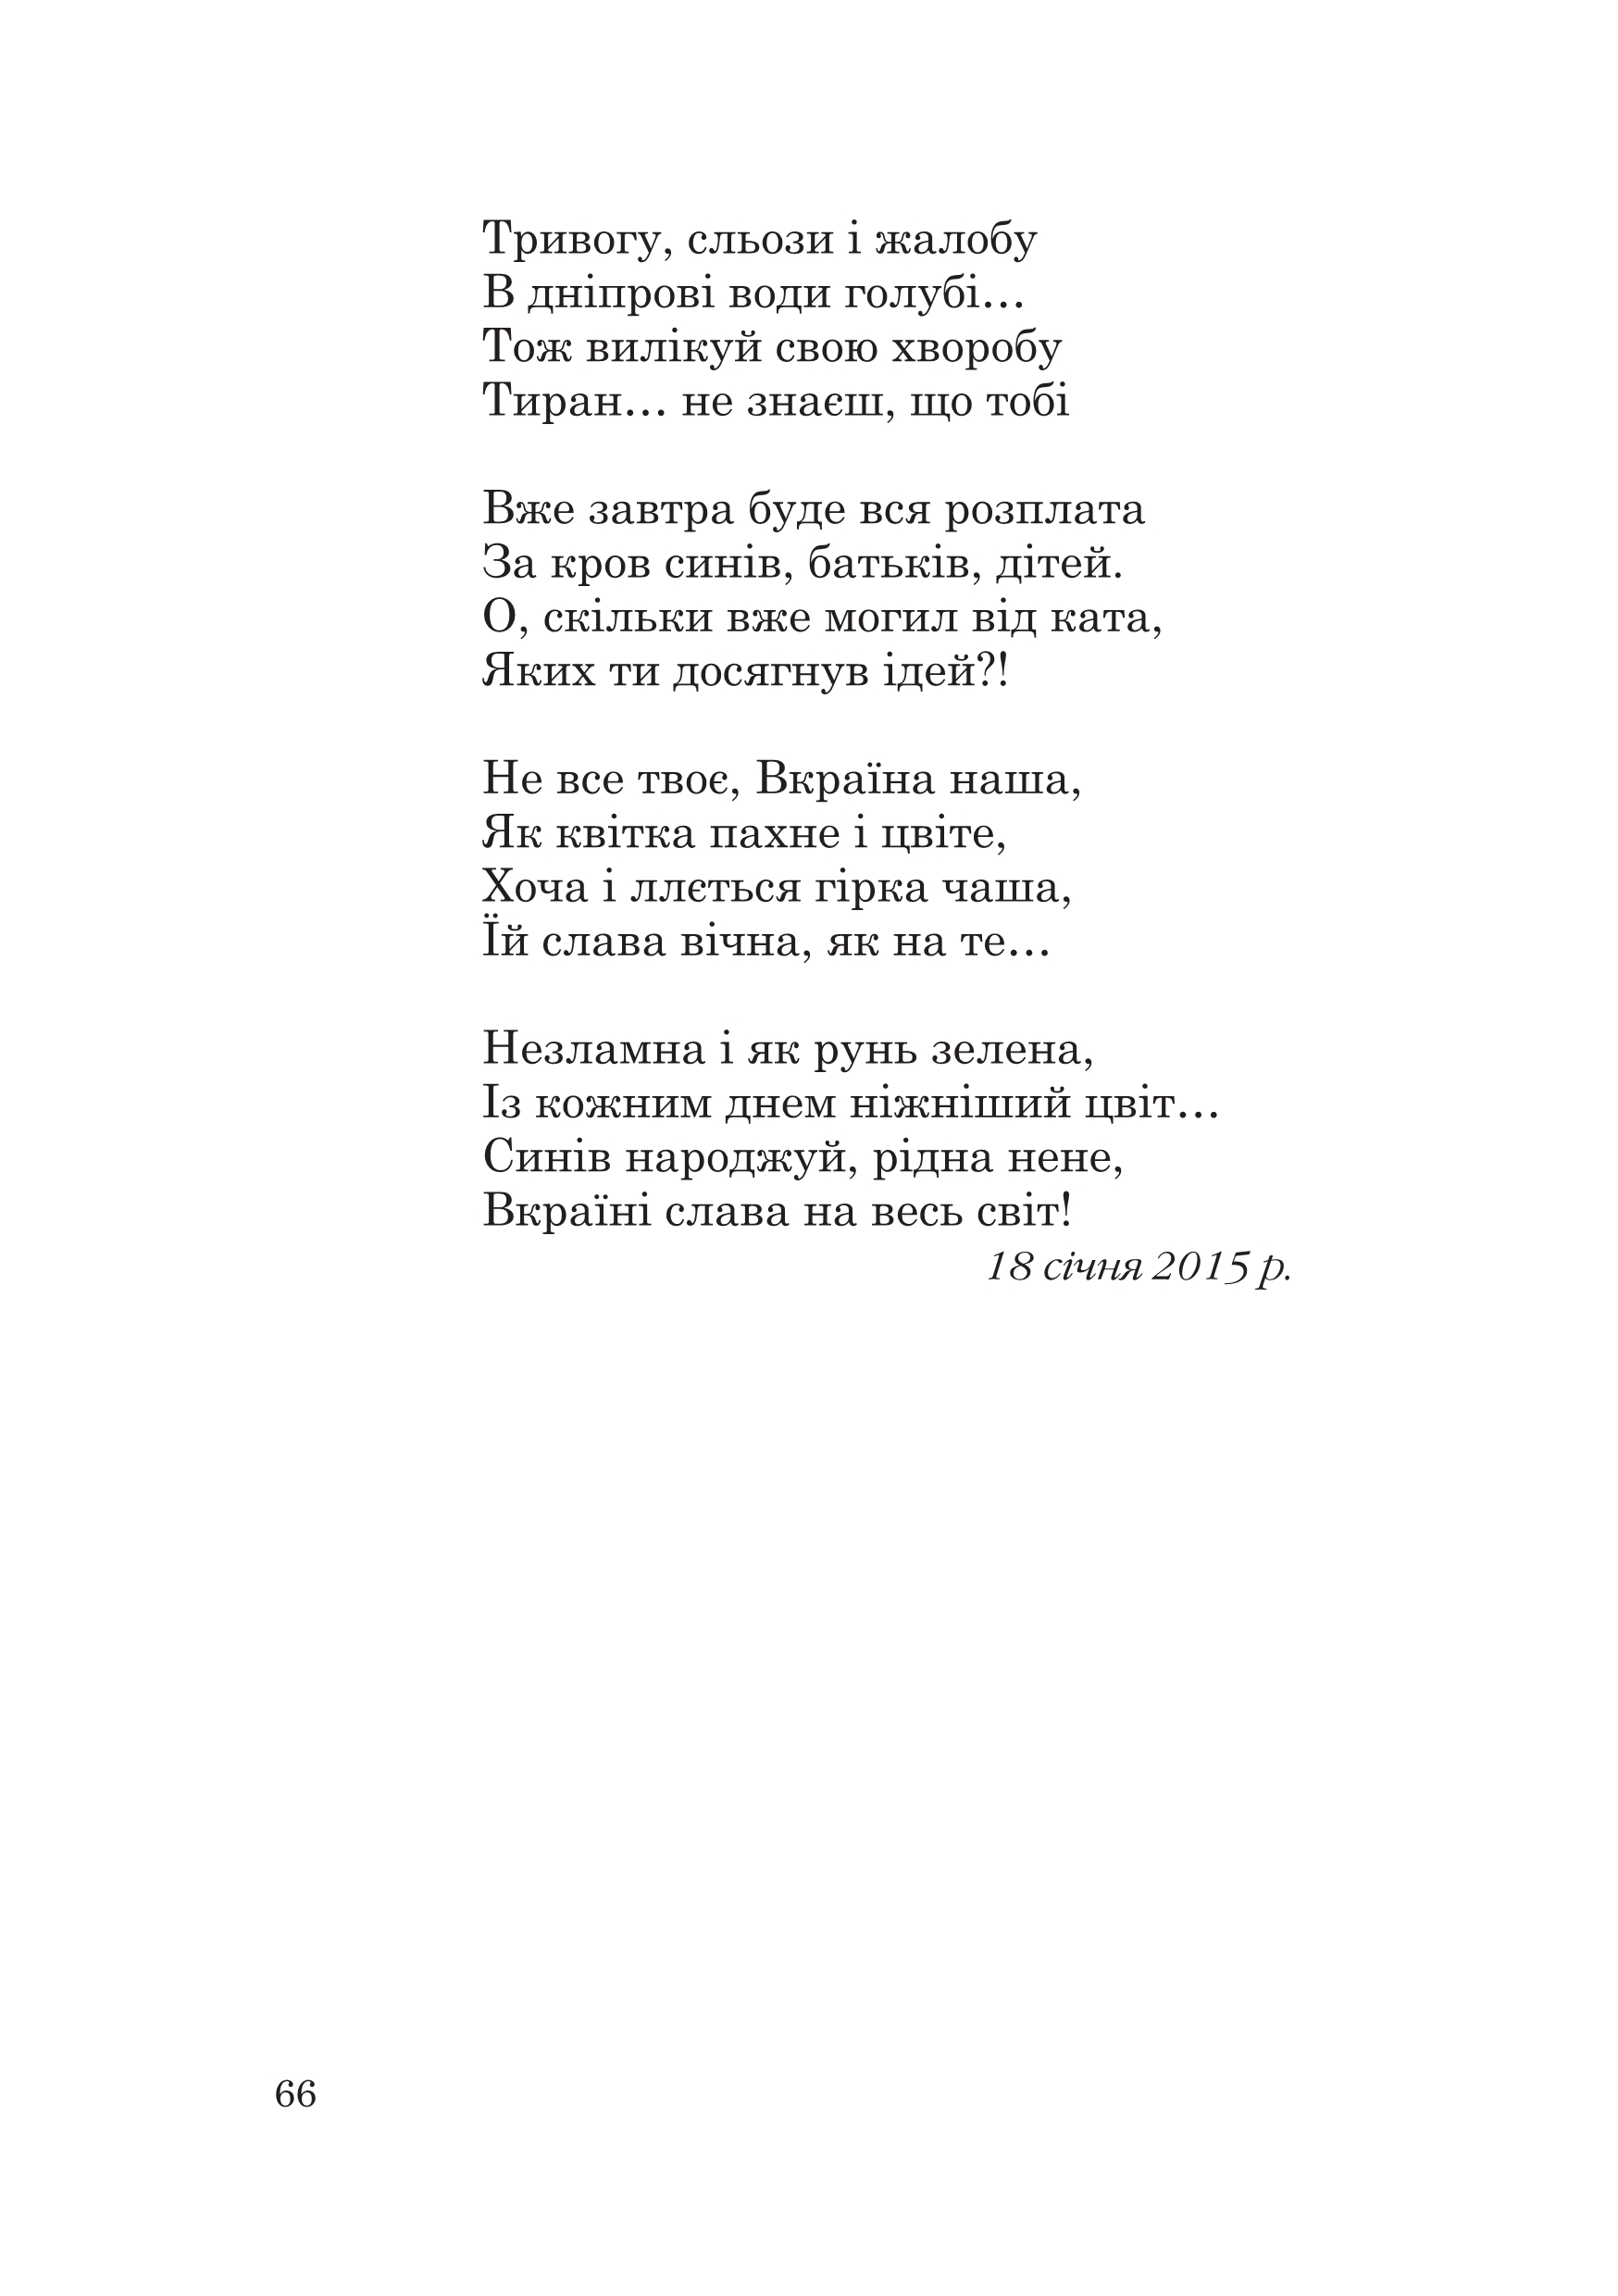 Тривогу, сльози і жалобу
В дніпрові води голубі...
Тож вилікуй свою хворобу
Тиран... не знаєш, що тобі

Вже завтра буде вся розплата
За кров синів, батьків, дітей.
О, скільки вже могил від ката,
Яких ти досягнув ідей?!

Не все твоє, Вкраїна наша,
Як квітка пахне і цвіте,
Хоча і ллється гірка чаша,
Їй слава вічна, як на те...

Незламна і як рунь зелена,
Із кожним днем ніжніший цвіт...
Синів народжуй, рідна нене,
Вкраїні слава на весь світ!
18 січня 2015 р.
66